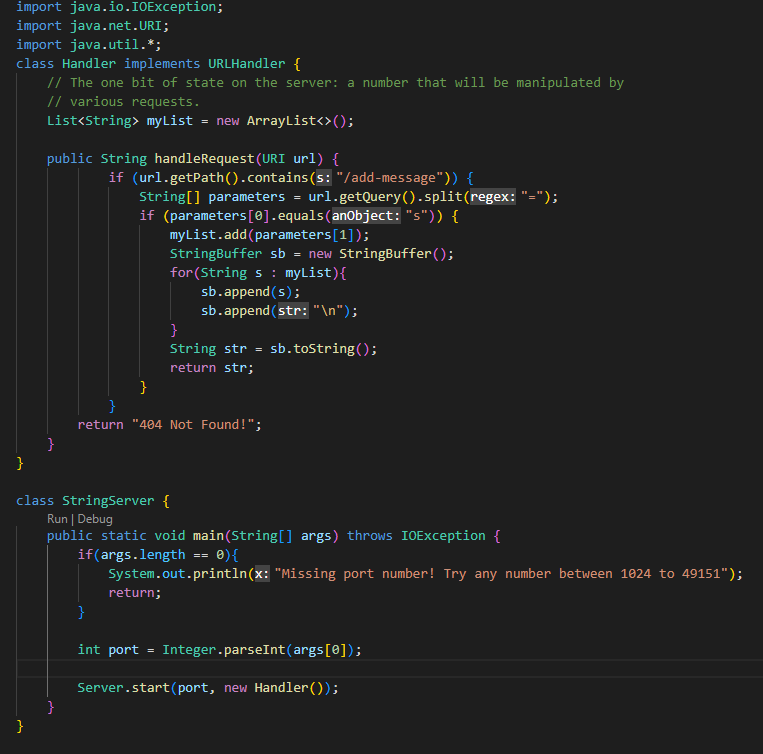 import java.io.IOException;
import java.net.URI;
import java.util.*;
class Handler implements URLHandler {
    // The one bit of state on the server: a number that will be manipulated by
    // various requests.
    List<String> myList = new ArrayList<>();

    public String handleRequest(URI url) {
            if (url.getPath().contains(s: "/add-message")) {
                String[] parameters = url.getQuery().split(regex: "=");
                if (parameters[0].equals(anObject: "s")) {
                    myList.add(parameters[1]);
                    StringBuffer sb = new StringBuffer();
                    for(String s : myList){
                        sb.append(s);
                        sb.append(str: "\n");
                    }
                    String str = sb.toString();
                    return str;
                }
            }
        return "404 Not Found!";
    }
}

class StringServer {
    Run | Debug
    public static void main(String[] args) throws IOException {
        if(args.length == 0){
            System.out.println(x: "Missing port number! Try any number between 1024 to 49151");
            return;
        }

        int port = Integer.parseInt(args[0]);

        Server.start(port, new Handler());
    }
}